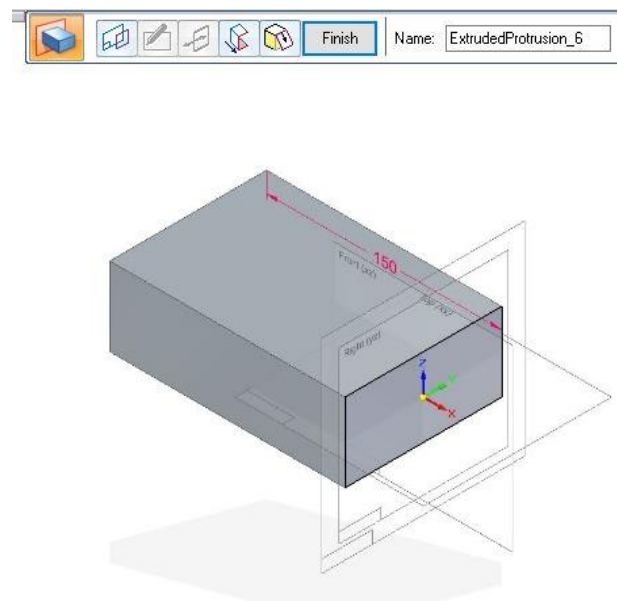 Finish
Name:
ExtrudedProtrusion_6
150
Front (xz)
Top (xy)
Right (yz)
Z
Y
X